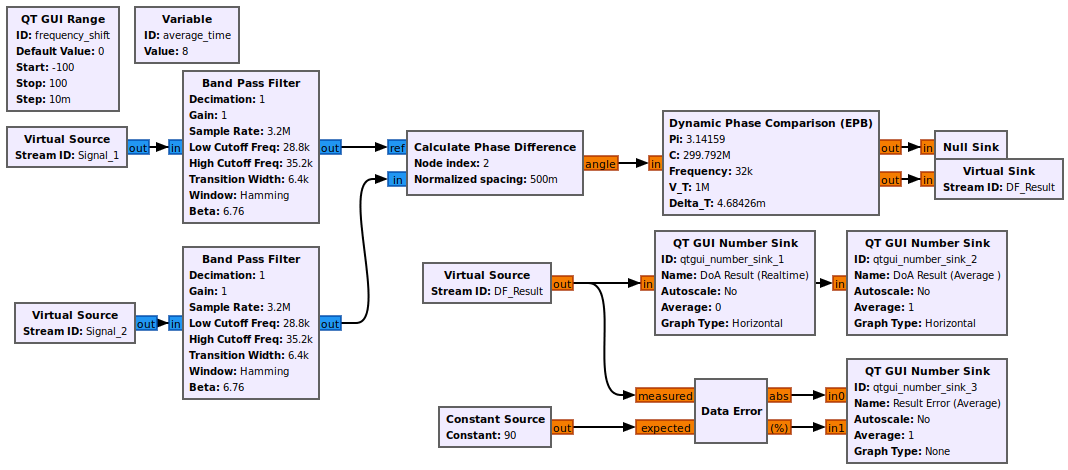 QT GUI Range
ID: frequency_shift
Default Value: 0
Start: -100
Stop: 100
Step: 10m
Variable
ID: average_time
Value: 8
Virtual Source
Stream ID: Signal_1
out
in
Band Pass Filter
Decimation: 1
Gain: 1
Sample Rate: 3.2M
Low Cutoff Freq: 28.8k
High Cutoff Freq: 35.2k
Transition Width: 6.4k
Window: Hamming
Beta: 6.76
out
Virtual Source
Stream ID: Signal_2
out
in
Band Pass Filter
Decimation: 1
Gain: 1
Sample Rate: 3.2M
Low Cutoff Freq: 28.8k
High Cutoff Freq: 35.2k
Transition Width: 6.4k
Window: Hamming
Beta: 6.76
out
ref
in
Calculate Phase Difference
Node index: 2
Normalized spacing: 500m
angle
in
Dynamic Phase Comparison (EPB)
Pi: 3.14159
C: 299.792M
Frequency: 32k
V_T: 1M
Delta_T: 4.68426m
out
out
in
Null Sink
in
Virtual Sink
Stream ID: DF_Result
Virtual Source
Stream ID: DF_Result
out
in
QT GUI Number Sink
ID: qtgui_number_sink_1
Name: DoA Result (Realtime)
Autoscale: No
Average: 0
Graph Type: Horizontal
in
QT GUI Number Sink
ID: qtgui_number_sink_2
Name: DoA Result (Average )
Autoscale: No
Average: 1
Graph Type: Horizontal
Constant Source
Constant: 90
out
measured
expected
Data Error
abs
(%)
in0
in1
QT GUI Number Sink
ID: qtgui_number_sink_3
Name: Result Error (Average)
Autoscale: No
Average: 1
Graph Type: None